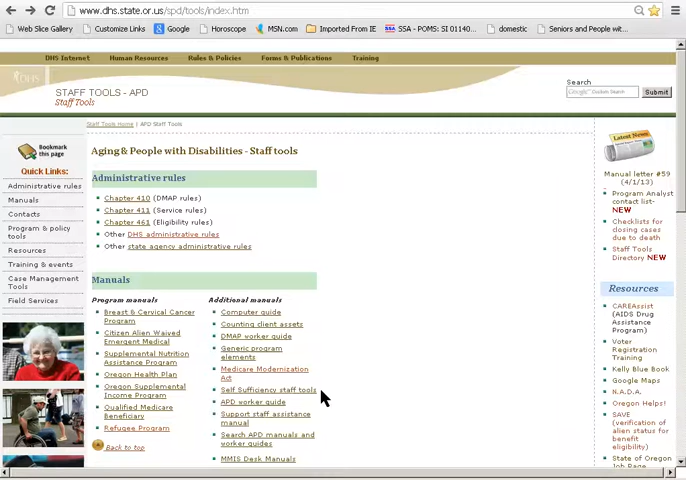 www.dhs.state.or.us/spd/tools/index.htm
Web Slice Gallery Customize Links Google MSN.com Imported From IE SSA - POMS: SI 01140... domestic Seniors and People wit...
DHS Internet Human Resources Rules & Policies Forms & Publications Training
DHS
STAFF TOOLS - APD
Staff Tools
Search
Google Custom Search Submit
Staff Tools Home | APD Staff Tools
Bookmark
this page
Quick Links:
Administrative rules
Manuals
Contacts
Program & policy
tools
Resources
Training & events
Case Management
Tools
Field Services
Aging & People with Disabilities - Staff tools
Administrative rules
Chapter 410 (DMAP rules)
Chapter 411 (Service rules)
Chapter 461 (Eligibility rules)
Other DHS administrative rules
Other state agency administrative rules
Manuals
Program manuals
Breast & Cervical Cancer
Program
Citizen Alien Waived
Emergent Medical
Supplemental Nutrition
Assistance Program
Oregon Health Plan
Oregon Supplemental
Income Program
Qualified Medicare
Beneficiary
Refugee Program
Back to top
Additional manuals
Computer guide
Counting client assets
DMAP worker guide
Generic program
elements
Medicare Modernization
Act
Self Sufficiency staff tools
APD worker guide
Support staff assistance
manual
Search APD manuals and
worker guides
MMIS Desk Manuals
Latest News
Manual letter #59
(4/1/13)
Program Analyst
contact list-
NEW
Checklists for
closing cases
due to death
Staff Tools
Directory NEW
Resources
CAREAssist
(AIDS Drug
Assistance
Program)
Voter
Registration
Training
Kelly Blue Book
Google Maps
N.A.D.A.
Oregon Helps!
SAVE
(verification of
alien status for
benefit
eligibility)
State of Oregon
Job Page